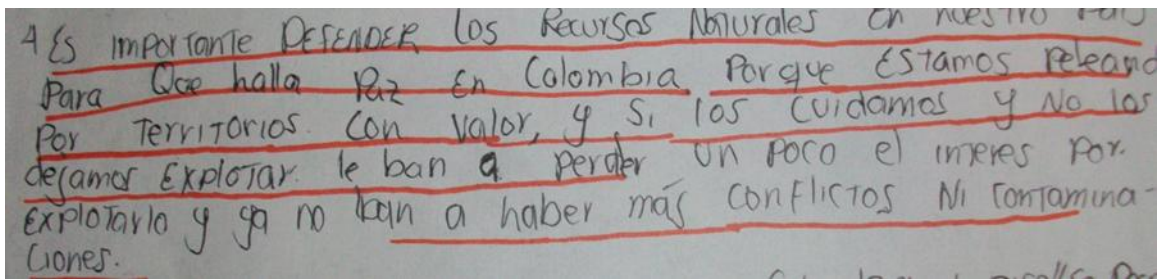 4 Es importante DEFENDER los Recursos Naturales en nuestro País
Para Que halla Paz En Colombia Porque Estamos peleand
Por Territorios. Con valor, y Si los cuidamos y No los
dejamos Explotar. le ban a perder un poco el interes por.
Explotarlo y ya no ban a haber más conflictos Ni contamina-
ciones.